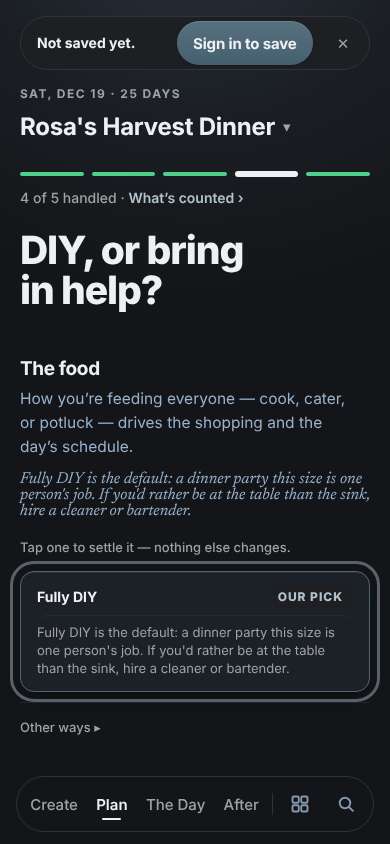 Not saved yet.
Sign in to save
×
SAT, DEC 19 · 25 DAYS
Rosa's Harvest Dinner ▾
4 of 5 handled · What's counted ›
DIY, or bring
in help?
The food
How you're feeding everyone — cook, cater,
or potluck — drives the shopping and the
day's schedule.
Fully DIY is the default: a dinner party this size is one
person's job. If you'd rather be at the table than the sink,
hire a cleaner or bartender.
Tap one to settle it — nothing else changes.
Fully DIY
OUR PICK
Fully DIY is the default: a dinner party this size is
one person's job. If you'd rather be at the table
than the sink, hire a cleaner or bartender.
Other ways ▸
Create Plan The Day After